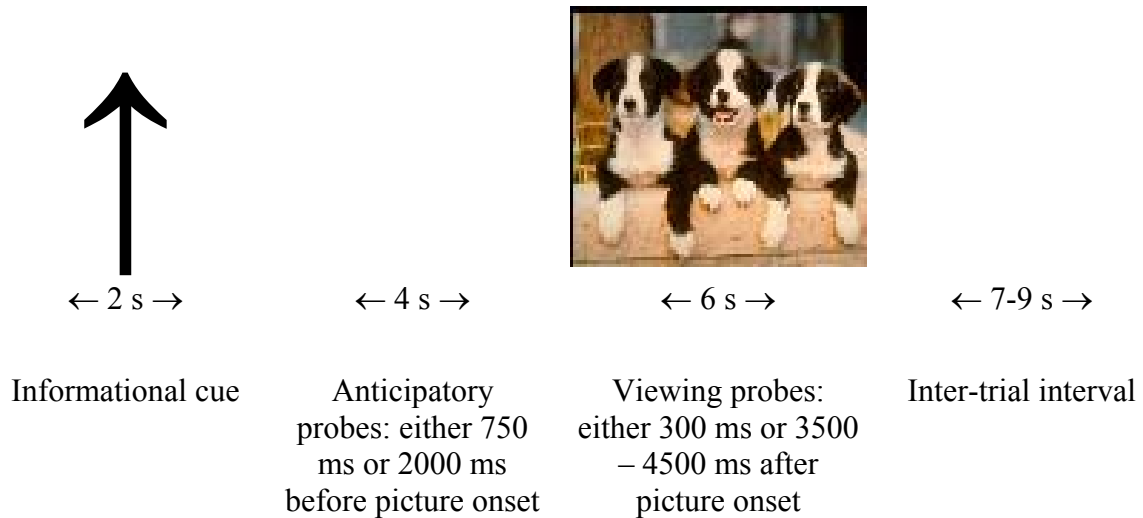 ← 2 s →
← 4 s →
← 6 s →
← 7-9 s →
Informational cue
Anticipatory
probes: either 750
ms or 2000 ms
before picture onset
Viewing probes:
either 300 ms or 3500
– 4500 ms after
picture onset
Inter-trial interval